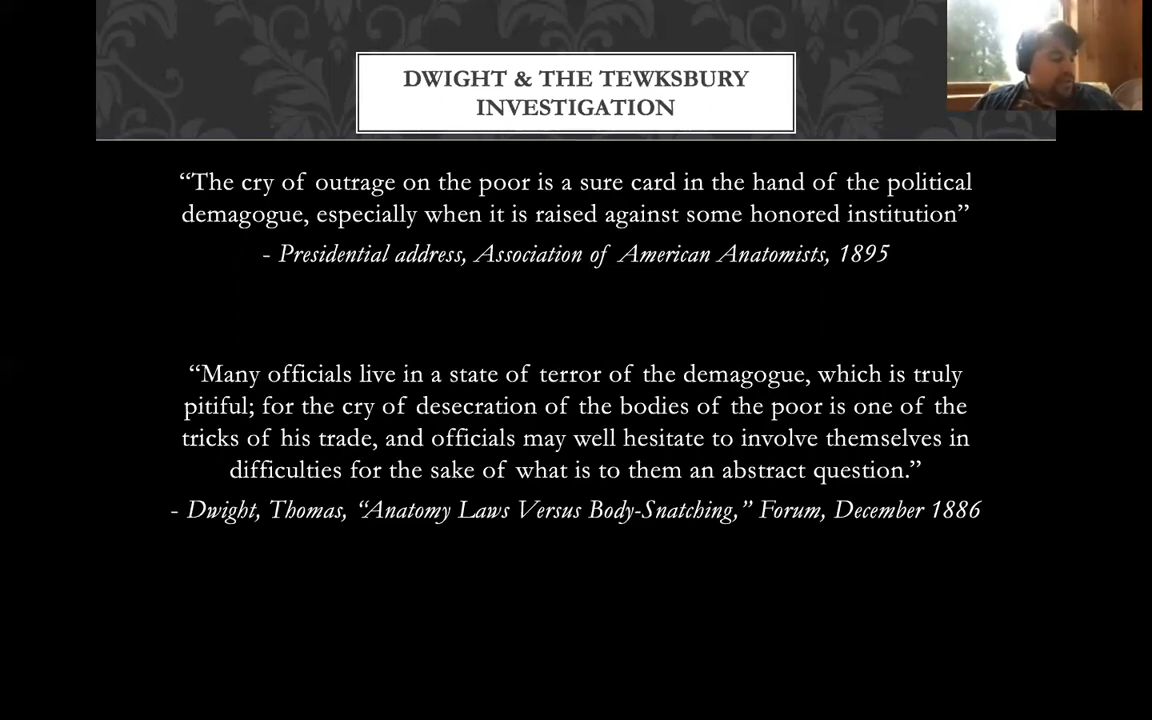 DWIGHT & THE TEWKSBURY
INVESTIGATION
“The cry of outrage on the poor is a sure card in the hand of the political
demagogue, especially when it is raised against some honored institution”
- Presidential address, Association of American Anatomists, 1895
“Many officials live in a state of terror of the demagogue, which is truly
pitiful; for the cry of desecration of the bodies of the poor is one of the
tricks of his trade, and officials may well hesitate to involve themselves in
difficulties for the sake of what is to them an abstract question.”
- Dwight, Thomas, “Anatomy Laws Versus Body-Snatching,” Forum, December 1886